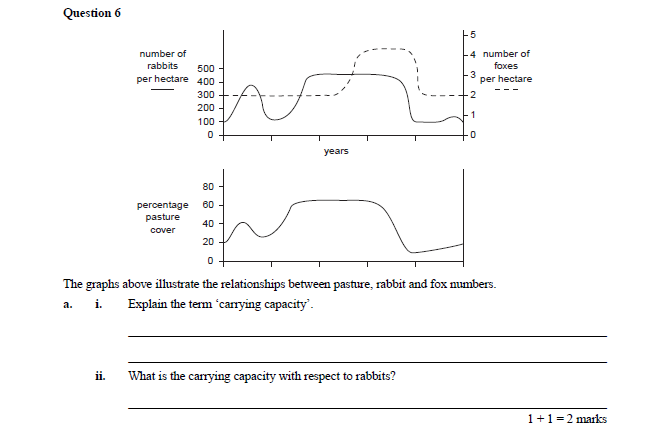 Question 6
number of
rabbits
per hectare
500
400
300
200
100
0
5
4
3
2
1
0
number of
foxes
per hectare
years
percentage
pasture
cover
80
60
40
20
0
The graphs above illustrate the relationships between pasture, rabbit and fox numbers.
a. i. Explain the term ‘carrying capacity’.
ii. What is the carrying capacity with respect to rabbits?
1 + 1 = 2 marks